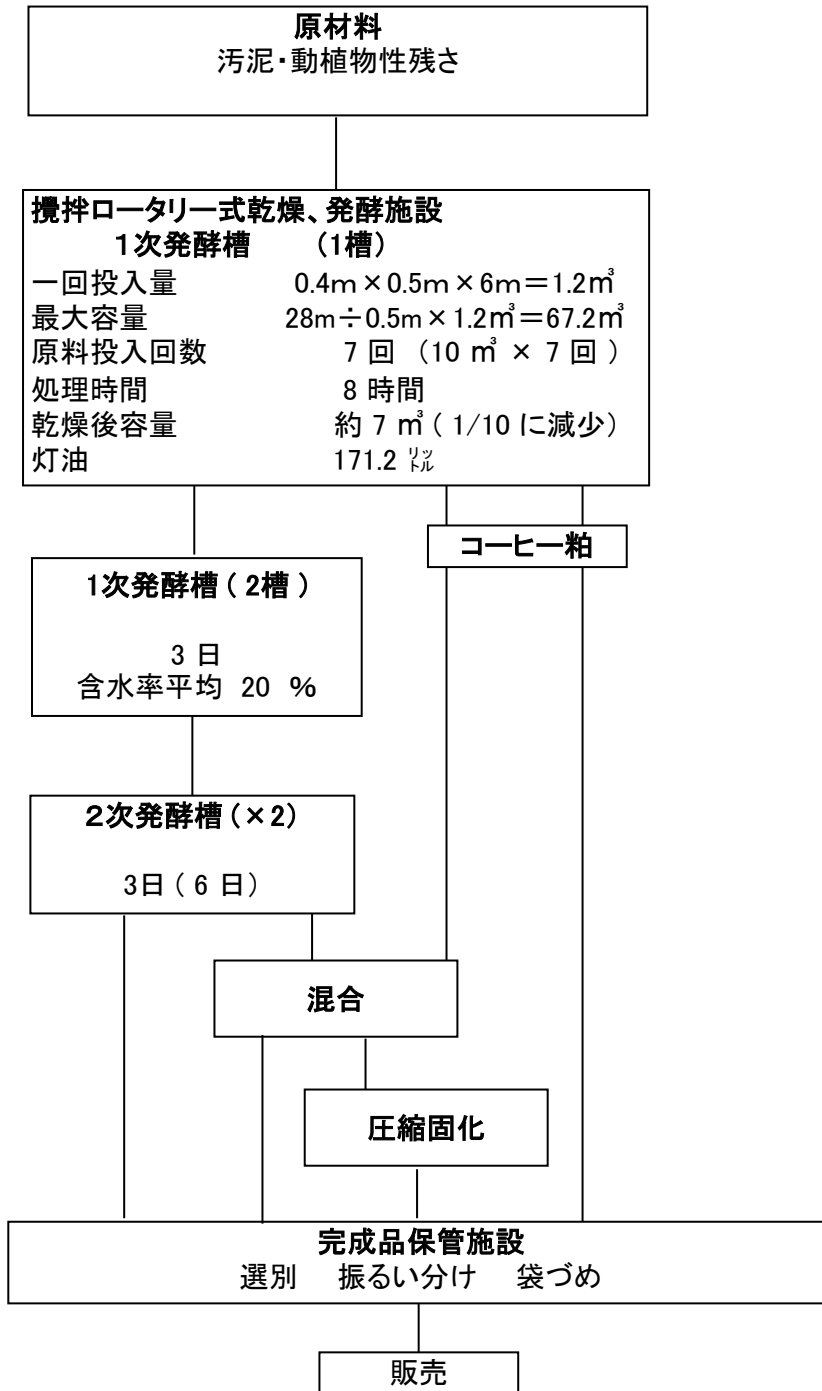 原材料
汚泥・動植物性残さ
攪拌ロータリー式乾燥、発酵施設
1次発酵槽 (1槽)
一回投入量 0.4m×0.5m×6m=1.2㎥
最大容量 28m÷0.5m×1.2㎥=67.2㎥
原料投入回数 7 回 (10 ㎥ × 7 回 )
処理時間 8 時間
乾燥後容量 約 7 ㎥ ( 1/10 に減少)
灯油 171.2 リットル
コーヒー粕
1次発酵槽 ( 2槽 )
3 日
含水率平均 20 %
2次発酵槽 (×2)
3日 ( 6 日)
混合
圧縮固化
完成品保管施設
選別 振るい分け 袋づめ
販売